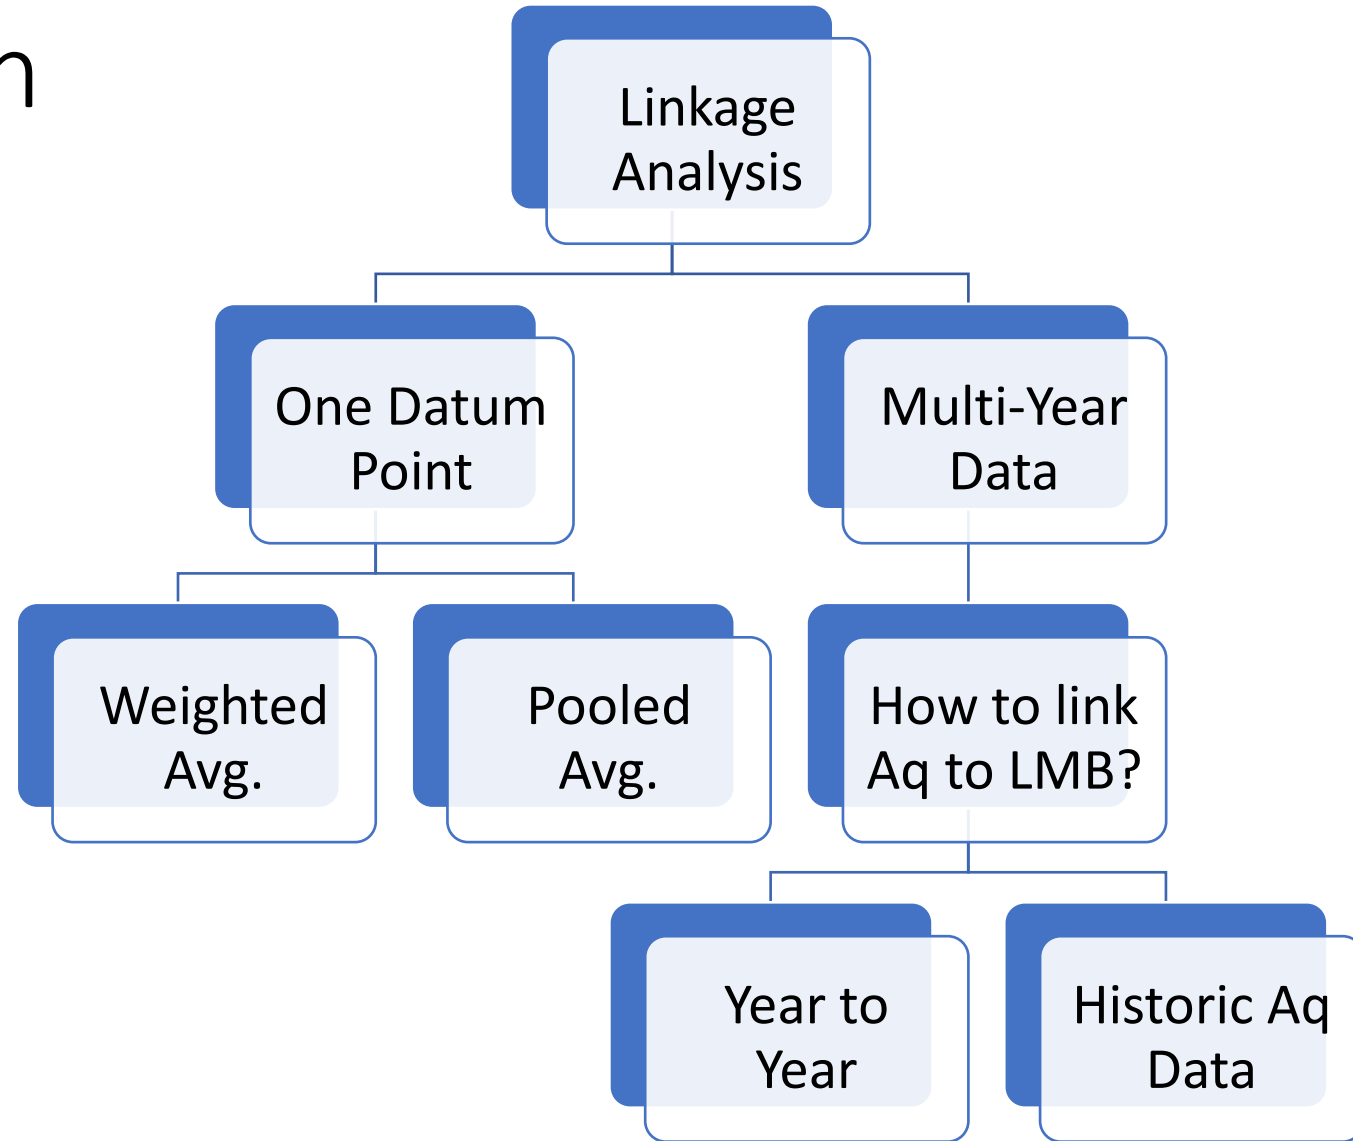 n
Linkage
Analysis
One Datum
Point
Multi-Year
Data
Weighted
Avg.
Pooled
Avg.
How to link
Aq to LMB?
Year to
Year
Historic Aq
Data